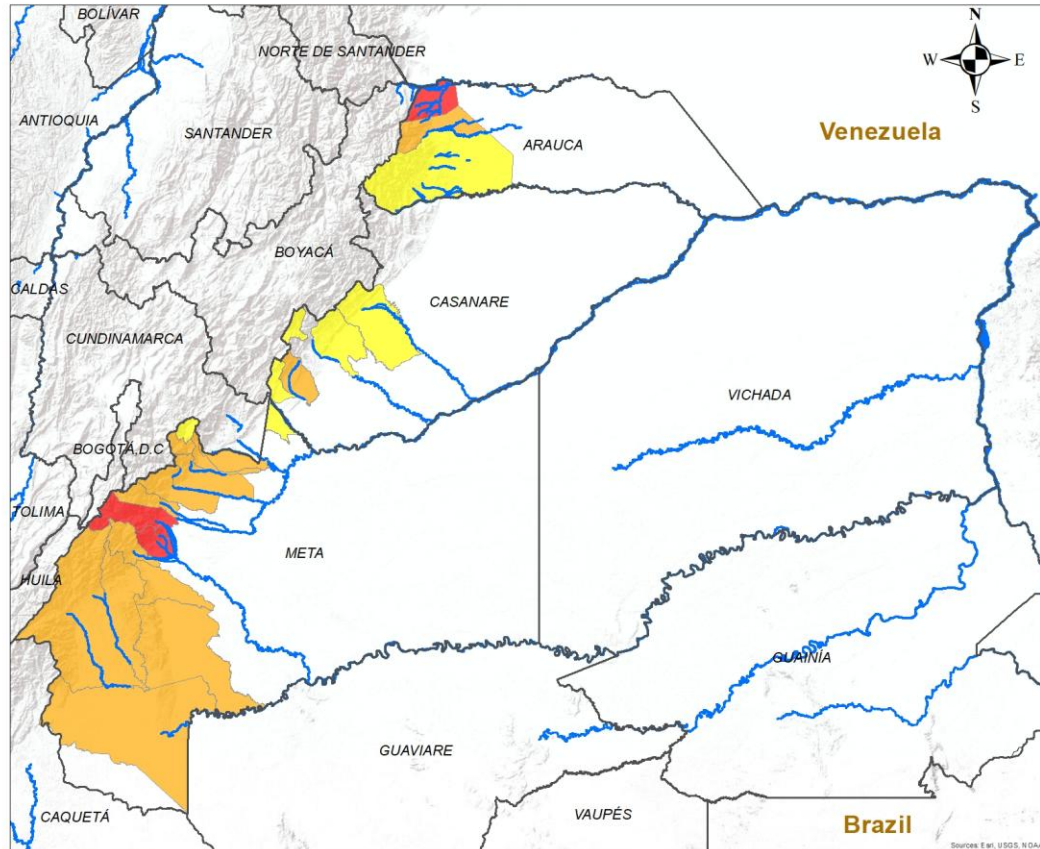 BOLÍVAR
NORTE DE SANTANDER
N
W E
S
ANTIOQUIA
SANTANDER
ARAUCA
Venezuela
BOYACÁ
CALDAS
CASANARE
CUNDINAMARCA
VICHADA
BOGOTÁ,D.C
TOLIMA
META
HUILA
GUAINÍA
GUAVIARE
CAQUETÁ
VAUPÉS
Brazil
Sources: Esri, USGS, NOAA